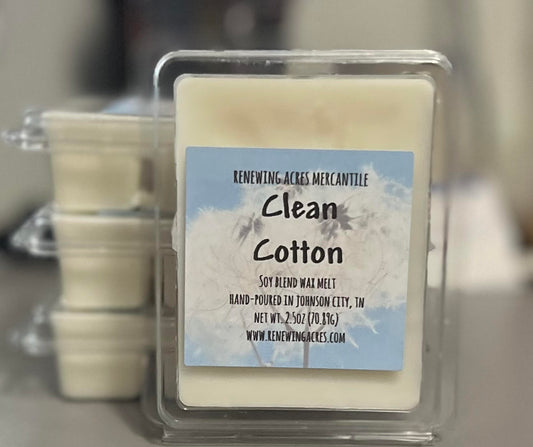 RENEWING ACRES MERCANTILE
Clean
Cotton
SOY BLEND WAX MELT
HAND-POURED IN JOHNSON CITY, TN
NET WT. 2.5OZ (70.89G)
WWW.RENEWINGACRES.COM